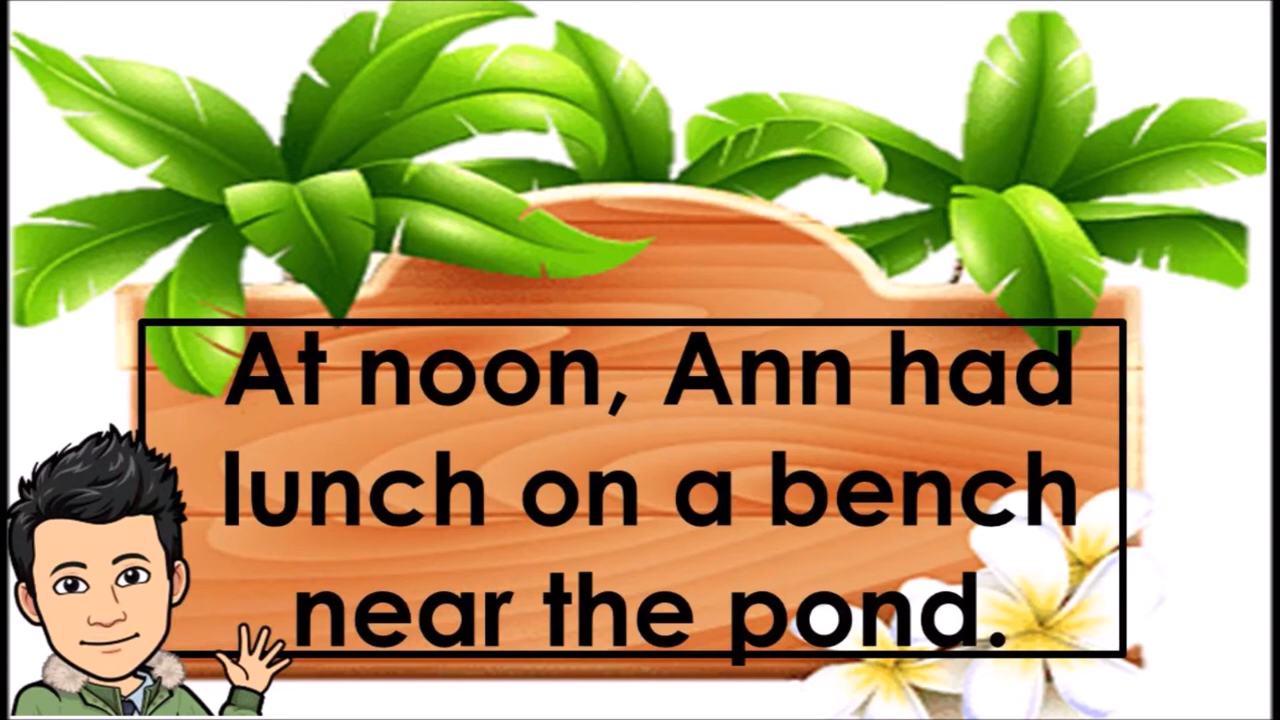 At noon, Ann had
lunch on a bench
near the pond.